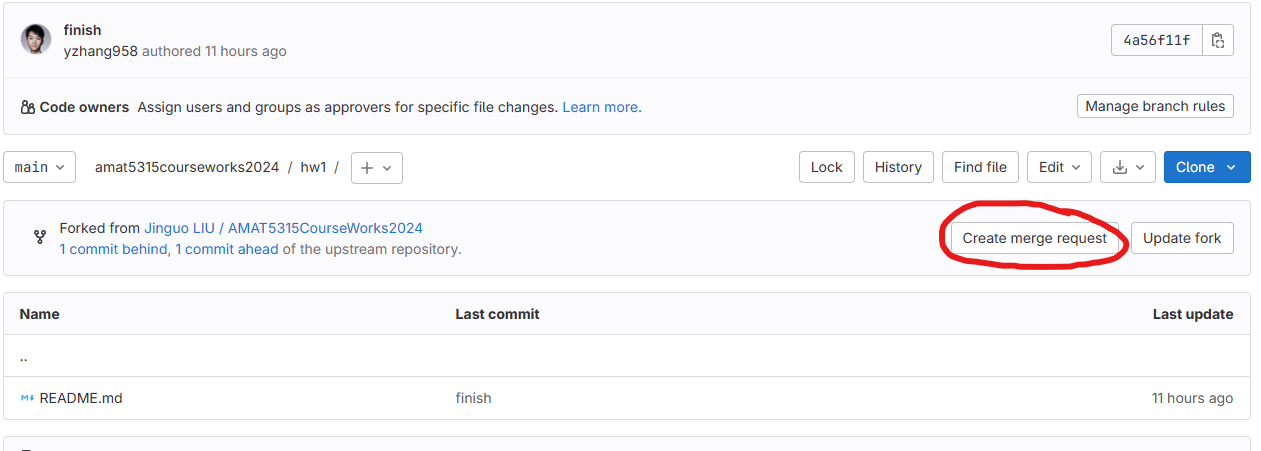 finish
yzhang958 authored 11 hours ago
4a56f11f
Code owners Assign users and groups as approvers for specific file changes. Learn more.
Manage branch rules
main
amat5315courseworks2024 / hw1 /
+
Lock
History
Find file
Edit
Clone
Forked from Jinguo LIU / AMAT5315CourseWorks2024
1 commit behind, 1 commit ahead of the upstream repository.
Create merge request
Update fork
Name Last commit Last update
..
README.md finish 11 hours ago